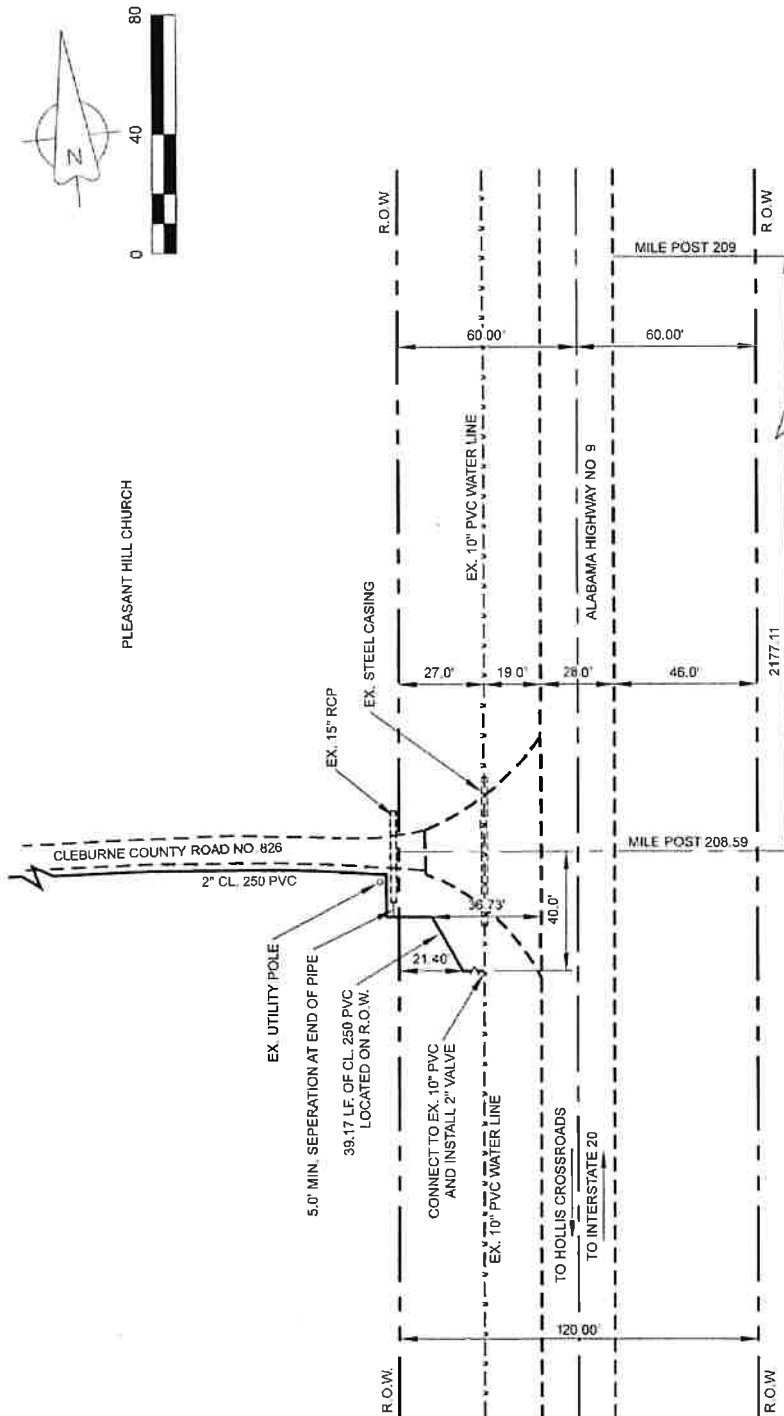 80
40
0
N
R.O.W
R.O.W
MILE POST 209
60.00'
60.00'
PLEASANT HILL CHURCH
EX. 10" PVC WATER LINE
ALABAMA HIGHWAY NO 9
EX. STEEL CASING
EX. 15" RCP
27.0'
19.0'
28.0'
46.0'
2177.11
CLEBURNE COUNTY ROAD NO. 826
MILE POST 208.59
2" CL. 250 PVC
36.73'
40.0'
21.40'
EX. UTILITY POLE
5.0' MIN. SEPERATION AT END OF PIPE
39.17 LF. OF CL. 250 PVC
LOCATED ON R.O.W.
CONNECT TO EX. 10" PVC
AND INSTALL 2" VALVE
EX. 10" PVC WATER LINE
TO HOLLIS CROSSROADS
TO INTERSTATE 20
120.00'
R.O.W.
R.O.W.